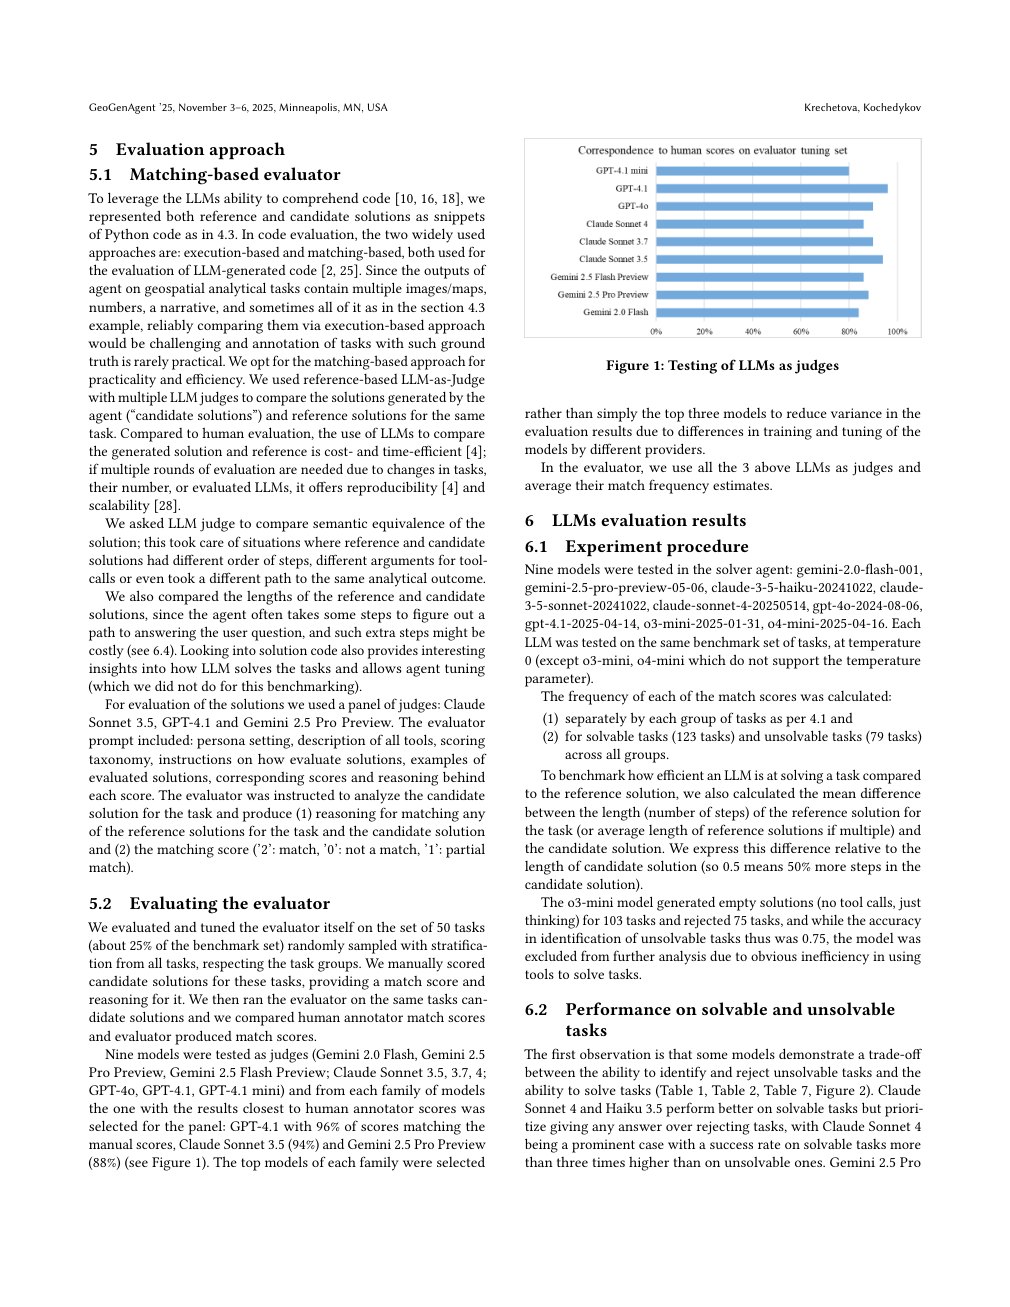 GeoGenAgent ’25, November 3–6, 2025, Minneapolis, MN, USA
Krechetova, Kochedykov
5 Evaluation approach
5.1 Matching-based evaluator
To leverage the LLMs ability to comprehend code [10, 16, 18], we
represented both reference and candidate solutions as snippets
of Python code as in 4.3. In code evaluation, the two widely used
approaches are: execution-based and matching-based, both used for
the evaluation of LLM-generated code [2, 25]. Since the outputs of
agent on geospatial analytical tasks contain multiple images/maps,
numbers, a narrative, and sometimes all of it as in the section 4.3
example, reliably comparing them via execution-based approach
would be challenging and annotation of tasks with such ground
truth is rarely practical. We opt for the matching-based approach for
practicality and efficiency. We used reference-based LLM-as-Judge
with multiple LLM judges to compare the solutions generated by the
agent (“candidate solutions”) and reference solutions for the same
task. Compared to human evaluation, the use of LLMs to compare
the generated solution and reference is cost- and time-efficient [4];
if multiple rounds of evaluation are needed due to changes in tasks,
their number, or evaluated LLMs, it offers reproducibility [4] and
scalability [28].
We asked LLM judge to compare semantic equivalence of the
solution; this took care of situations where reference and candidate
solutions had different order of steps, different arguments for tool-
calls or even took a different path to the same analytical outcome.
We also compared the lengths of the reference and candidate
solutions, since the agent often takes some steps to figure out a
path to answering the user question, and such extra steps might be
costly (see 6.4). Looking into solution code also provides interesting
insights into how LLM solves the tasks and allows agent tuning
(which we did not do for this benchmarking).
For evaluation of the solutions we used a panel of judges: Claude
Sonnet 3.5, GPT-4.1 and Gemini 2.5 Pro Preview. The evaluator
prompt included: persona setting, description of all tools, scoring
taxonomy, instructions on how evaluate solutions, examples of
evaluated solutions, corresponding scores and reasoning behind
each score. The evaluator was instructed to analyze the candidate
solution for the task and produce (1) reasoning for matching any
of the reference solutions for the task and the candidate solution
and (2) the matching score (’2’: match, ’0’: not a match, ’1’: partial
match).
5.2 Evaluating the evaluator
We evaluated and tuned the evaluator itself on the set of 50 tasks
(about 25% of the benchmark set) randomly sampled with stratifica-
tion from all tasks, respecting the task groups. We manually scored
candidate solutions for these tasks, providing a match score and
reasoning for it. We then ran the evaluator on the same tasks can-
didate solutions and we compared human annotator match scores
and evaluator produced match scores.
Nine models were tested as judges (Gemini 2.0 Flash, Gemini 2.5
Pro Preview, Gemini 2.5 Flash Preview; Claude Sonnet 3.5, 3.7, 4;
GPT-4o, GPT-4.1, GPT-4.1 mini) and from each family of models
the one with the results closest to human annotator scores was
selected for the panel: GPT-4.1 with 96% of scores matching the
manual scores, Claude Sonnet 3.5 (94%) and Gemini 2.5 Pro Preview
(88%) (see Figure 1). The top models of each family were selected
Correspondence to human scores on evaluator tuning set
GPT-4.1 mini
GPT-4.1
GPT-4o
Claude Sonnet 4
Claude Sonnet 3.7
Claude Sonnet 3.5
Gemini 2.5 Flash Preview
Gemini 2.5 Pro Preview
Gemini 2.0 Flash
0% 20% 40% 60% 80% 100%
Figure 1: Testing of LLMs as judges
rather than simply the top three models to reduce variance in the
evaluation results due to differences in training and tuning of the
models by different providers.
In the evaluator, we use all the 3 above LLMs as judges and
average their match frequency estimates.
6 LLMs evaluation results
6.1 Experiment procedure
Nine models were tested in the solver agent: gemini-2.0-flash-001,
gemini-2.5-pro-preview-05-06, claude-3-5-haiku-20241022, claude-
3-5-sonnet-20241022, claude-sonnet-4-20250514, gpt-4o-2024-08-06,
gpt-4.1-2025-04-14, o3-mini-2025-01-31, o4-mini-2025-04-16. Each
LLM was tested on the same benchmark set of tasks, at temperature
0 (except o3-mini, o4-mini which do not support the temperature
parameter).
The frequency of each of the match scores was calculated:
(1) separately by each group of tasks as per 4.1 and
(2) for solvable tasks (123 tasks) and unsolvable tasks (79 tasks)
across all groups.
To benchmark how efficient an LLM is at solving a task compared
to the reference solution, we also calculated the mean difference
between the length (number of steps) of the reference solution for
the task (or average length of reference solutions if multiple) and
the candidate solution. We express this difference relative to the
length of candidate solution (so 0.5 means 50% more steps in the
candidate solution).
The o3-mini model generated empty solutions (no tool calls, just
thinking) for 103 tasks and rejected 75 tasks, and while the accuracy
in identification of unsolvable tasks thus was 0.75, the model was
excluded from further analysis due to obvious inefficiency in using
tools to solve tasks.
6.2 Performance on solvable and unsolvable
tasks
The first observation is that some models demonstrate a trade-off
between the ability to identify and reject unsolvable tasks and the
ability to solve tasks (Table 1, Table 2, Table 7, Figure 2). Claude
Sonnet 4 and Haiku 3.5 perform better on solvable tasks but priori-
tize giving any answer over rejecting tasks, with Claude Sonnet 4
being a prominent case with a success rate on solvable tasks more
than three times higher than on unsolvable ones. Gemini 2.5 Pro